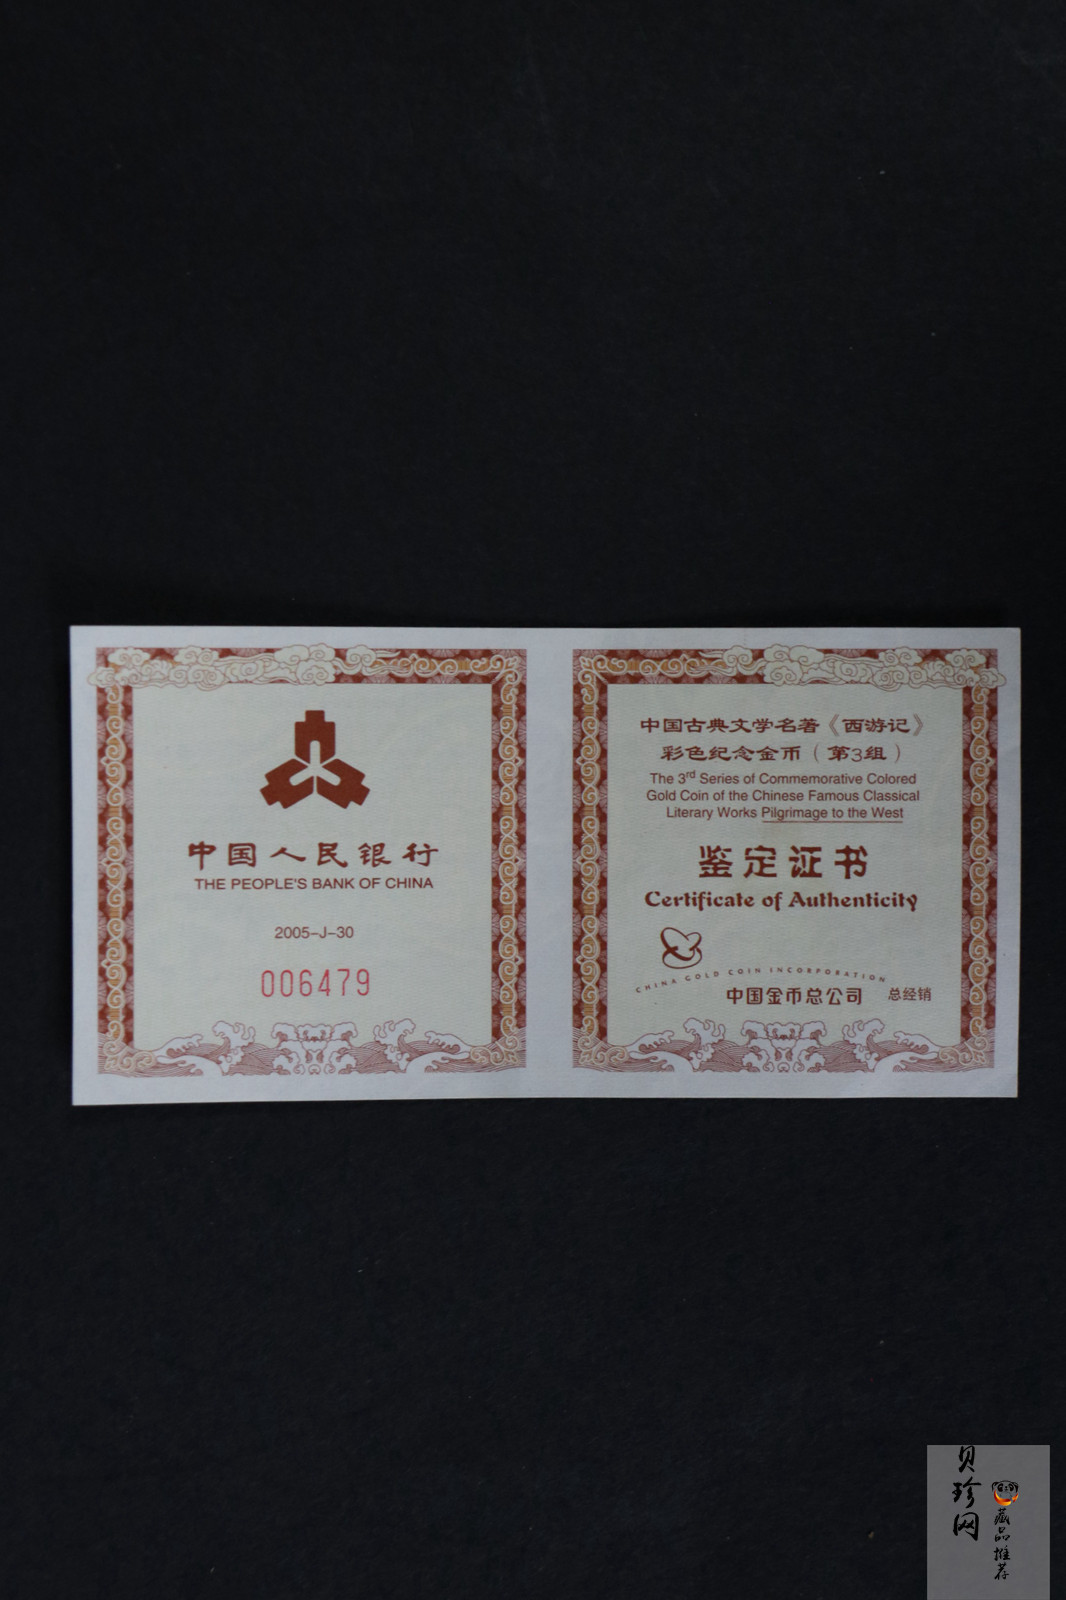 中国人民银行
THE PEOPLE'S BANK OF CHINA
2005-J-30
006479
中国古典文学名著《西游记》
彩色纪念金币（第3组）
The 3rd Series of Commemorative Colored
Gold Coin of the Chinese Famous Classical
Literary Works Pilgrimage to the West
鉴定证书
Certificate of Authenticity
CHINA GOLD COIN INCORPORATION
中国金币总公司 总经销
贝珍网
藏品推荐